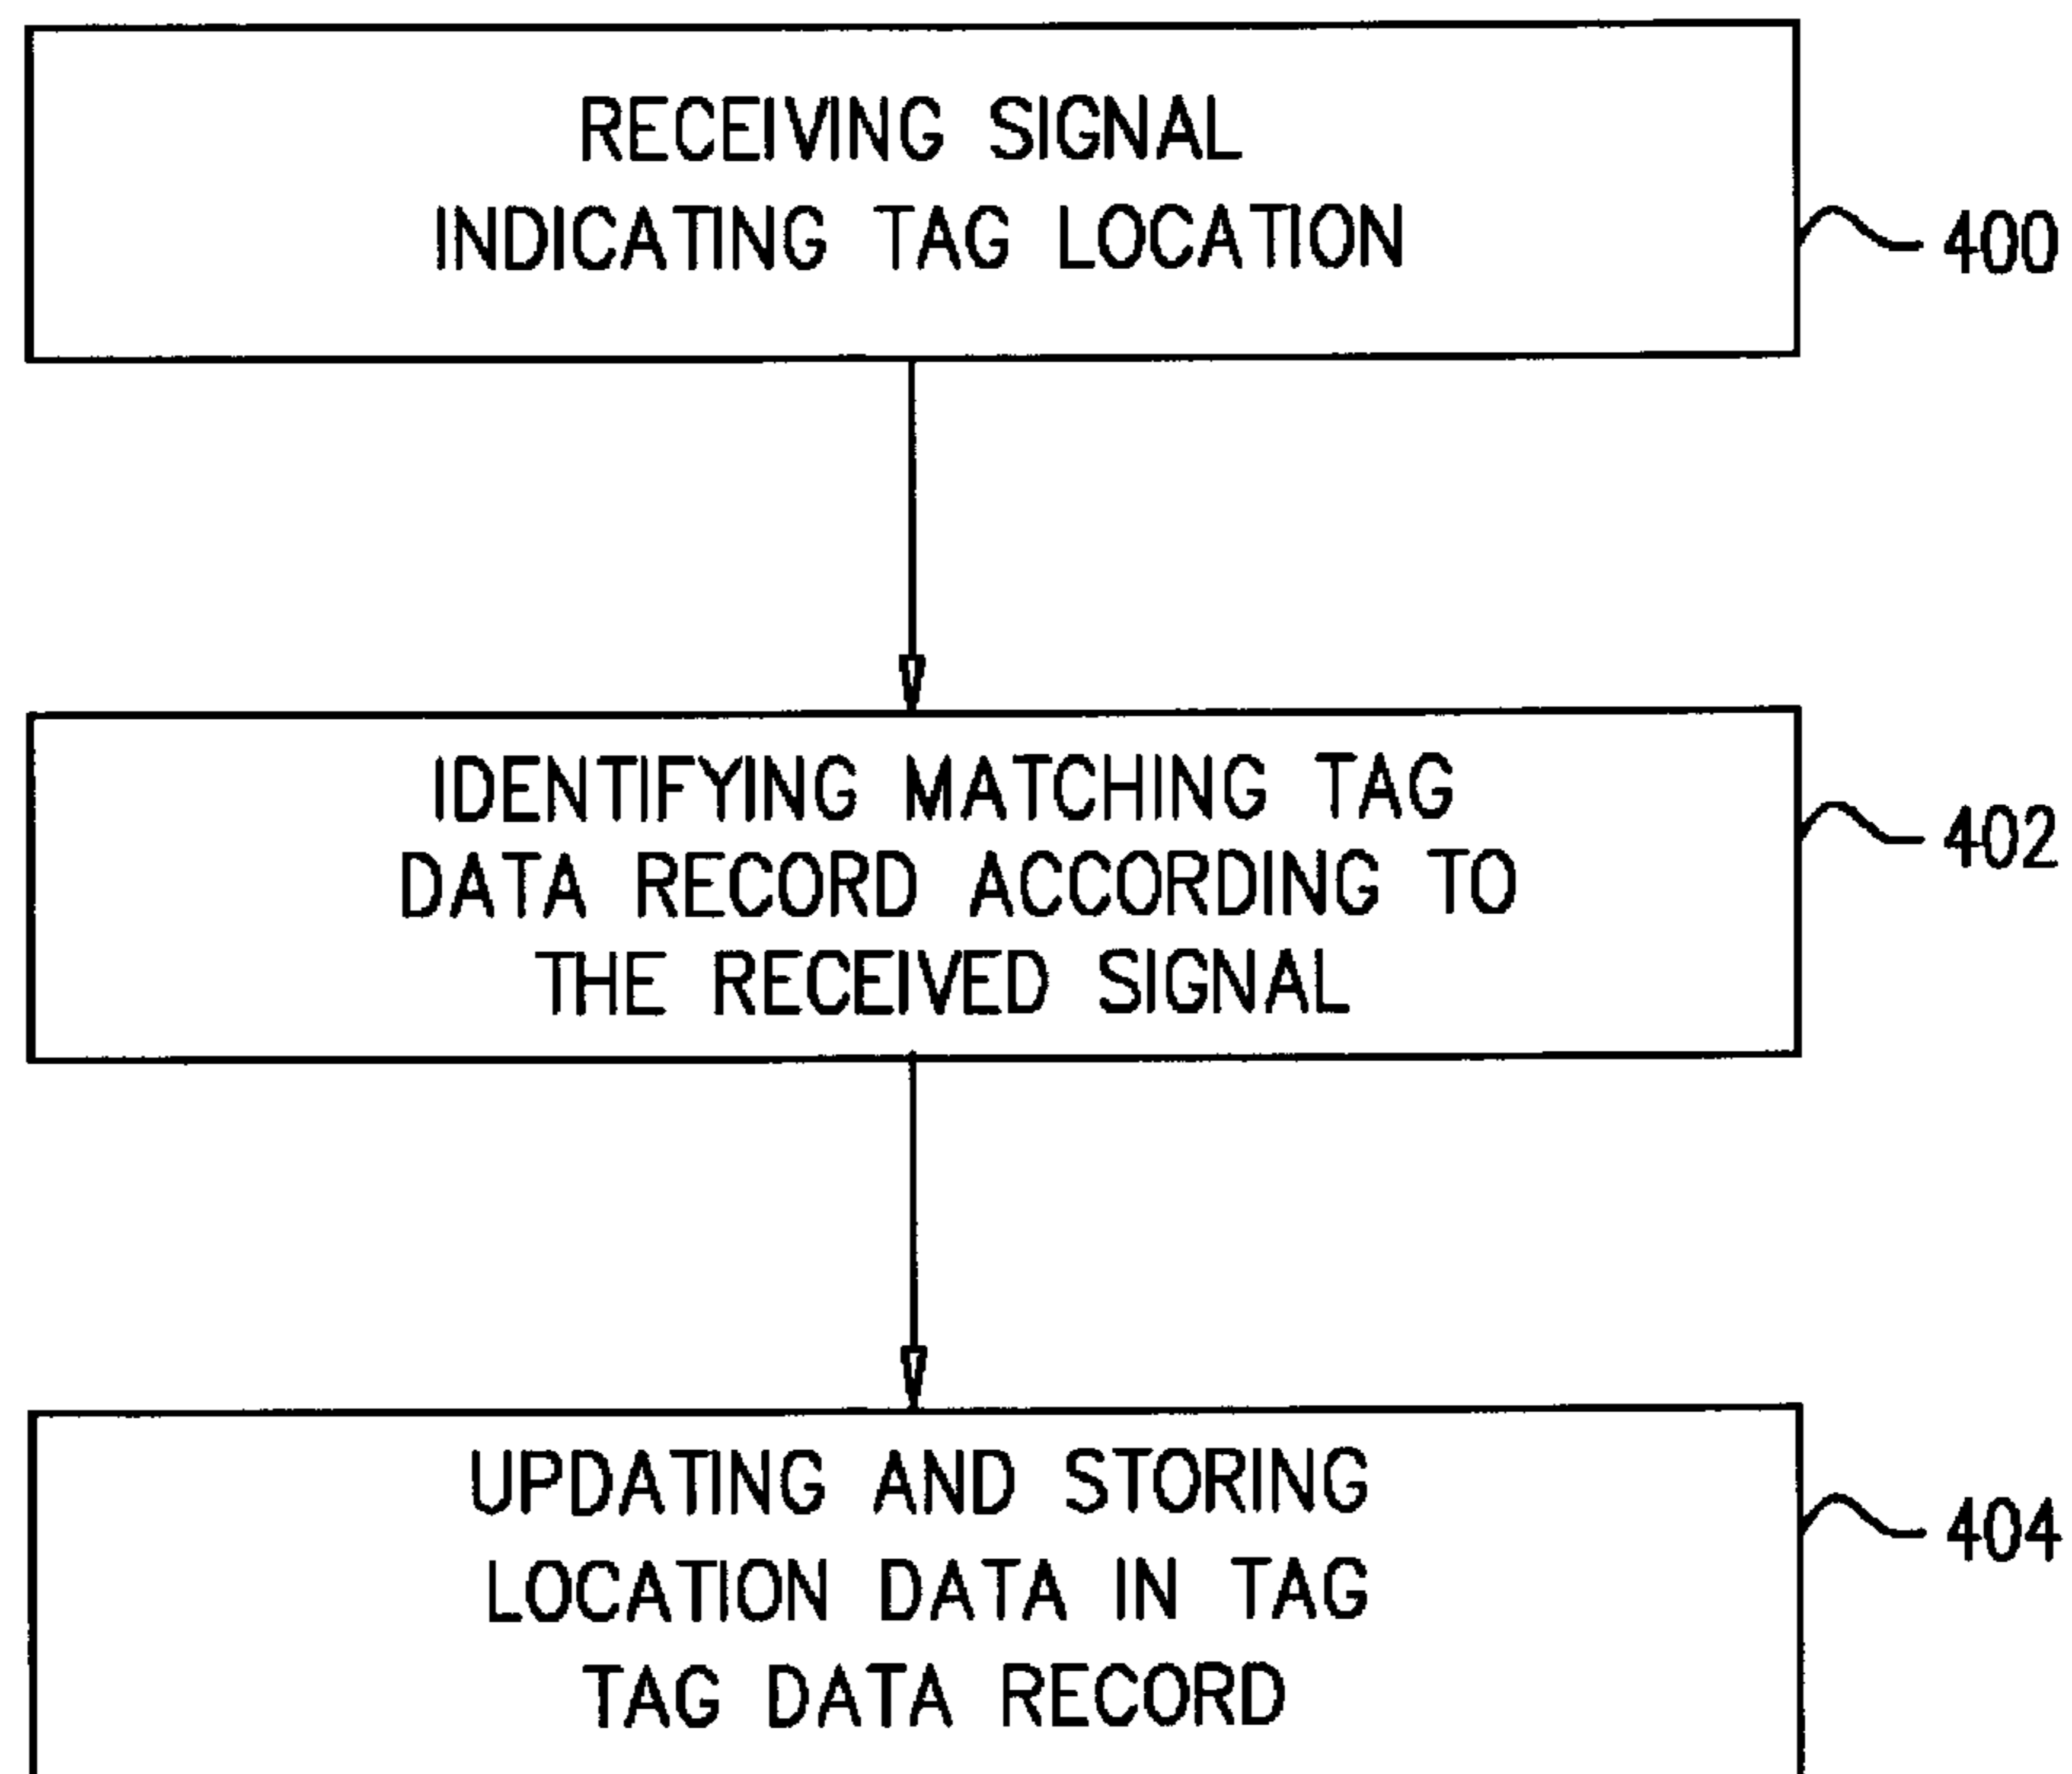 RECEIVING SIGNAL
INDICATING TAG LOCATION
400
IDENTIFYING MATCHING TAG
DATA RECORD ACCORDING TO
THE RECEIVED SIGNAL
402
UPDATING AND STORING
LOCATION DATA IN TAG
TAG DATA RECORD
404